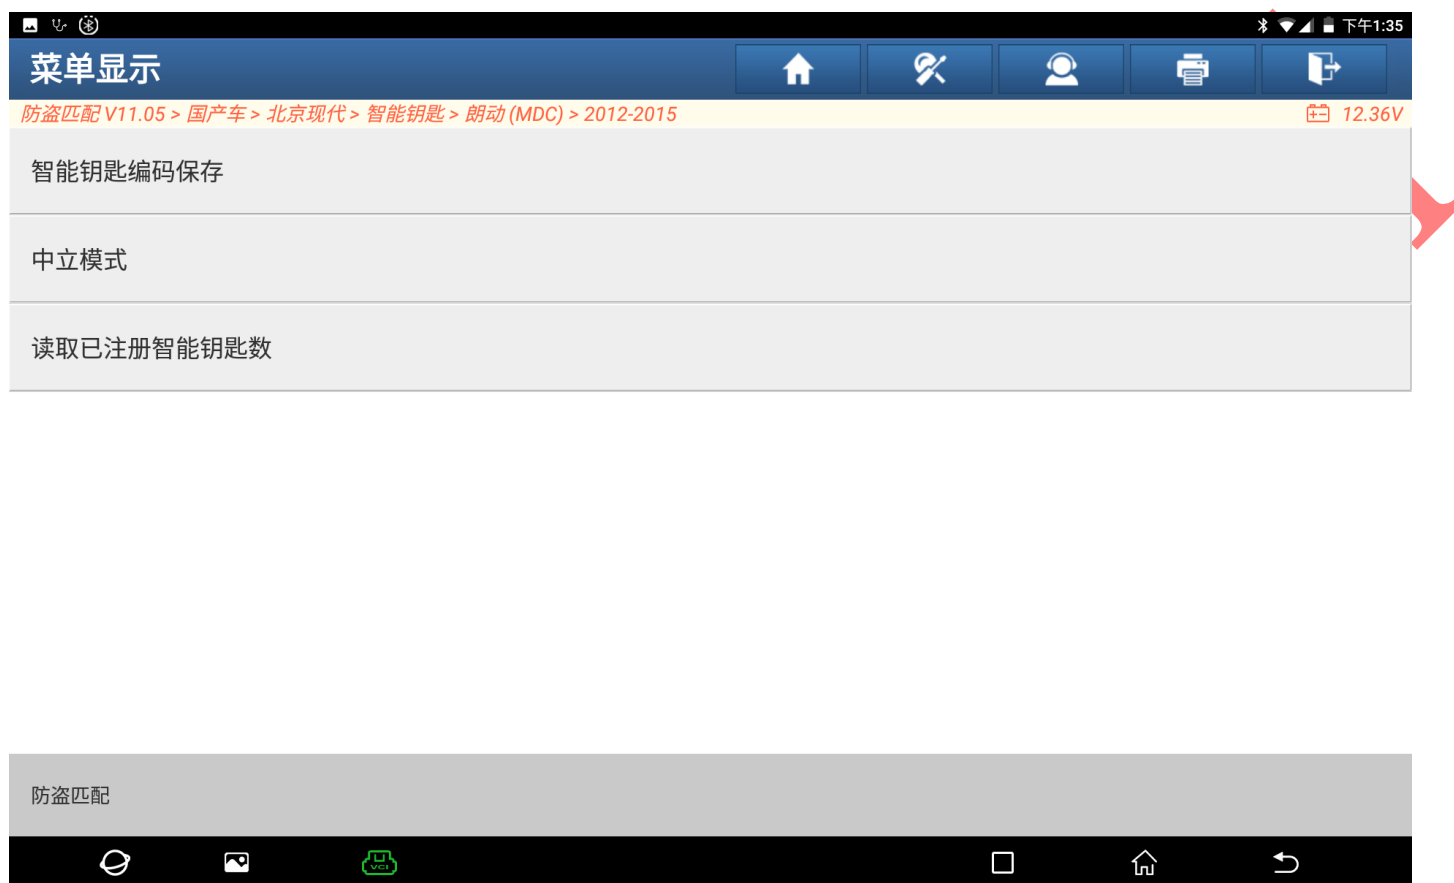 下午1:35
菜单显示
防盗匹配 V11.05 > 国产车 > 北京现代 > 智能钥匙 > 朗动 (MDC) > 2012-2015 12.36V
智能钥匙编码保存
中立模式
读取已注册智能钥匙数
防盗匹配
VCI